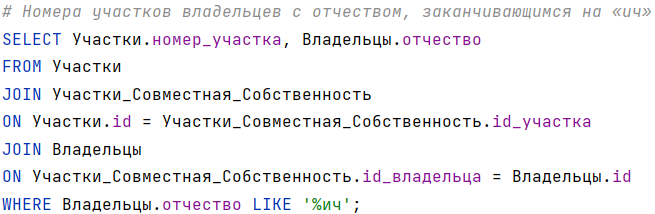 # Номера участков владельцев с отчеством, заканчивающимся на «ич»
SELECT Участки.номер_участка, Владельцы.отчество
FROM Участки
JOIN Участки_Совместная_Собственность
ON Участки.id = Участки_Совместная_Собственность.id_участка
JOIN Владельцы
ON Участки_Совместная_Собственность.id_владельца = Владельцы.id
WHERE Владельцы.отчество LIKE '%ич';